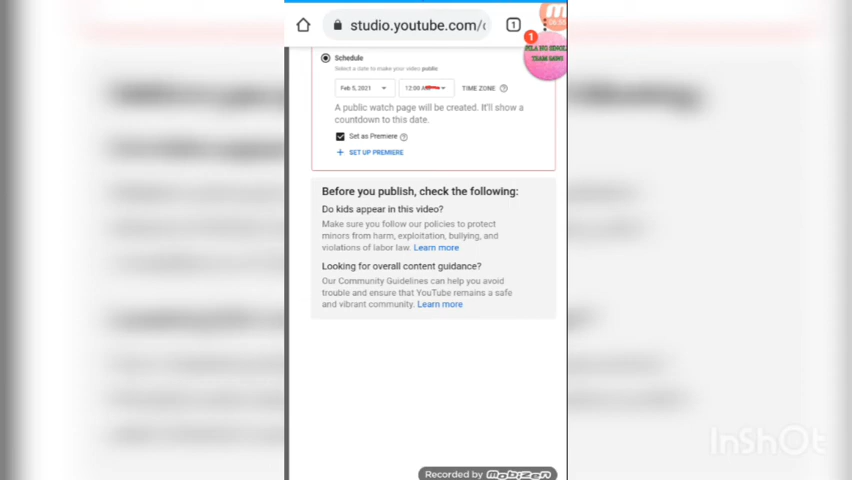 studio.youtube.com/
1
1
Schedule
Select a date to make your video public
Feb 5, 2021
12:00
TIME ZONE
A public watch page will be created. It'll show a
countdown to this date.
Set as Premiere
+ SET UP PREMIERE
Before you publish, check the following:
Do kids appear in this video?
Make sure you follow our policies to protect
minors from harm, exploitation, bullying, and
violations of labor law. Learn more
Looking for overall content guidance?
Our Community Guidelines can help you avoid
trouble and ensure that YouTube remains a safe
and vibrant community. Learn more
InShOt
Recorded by MOBIZEN